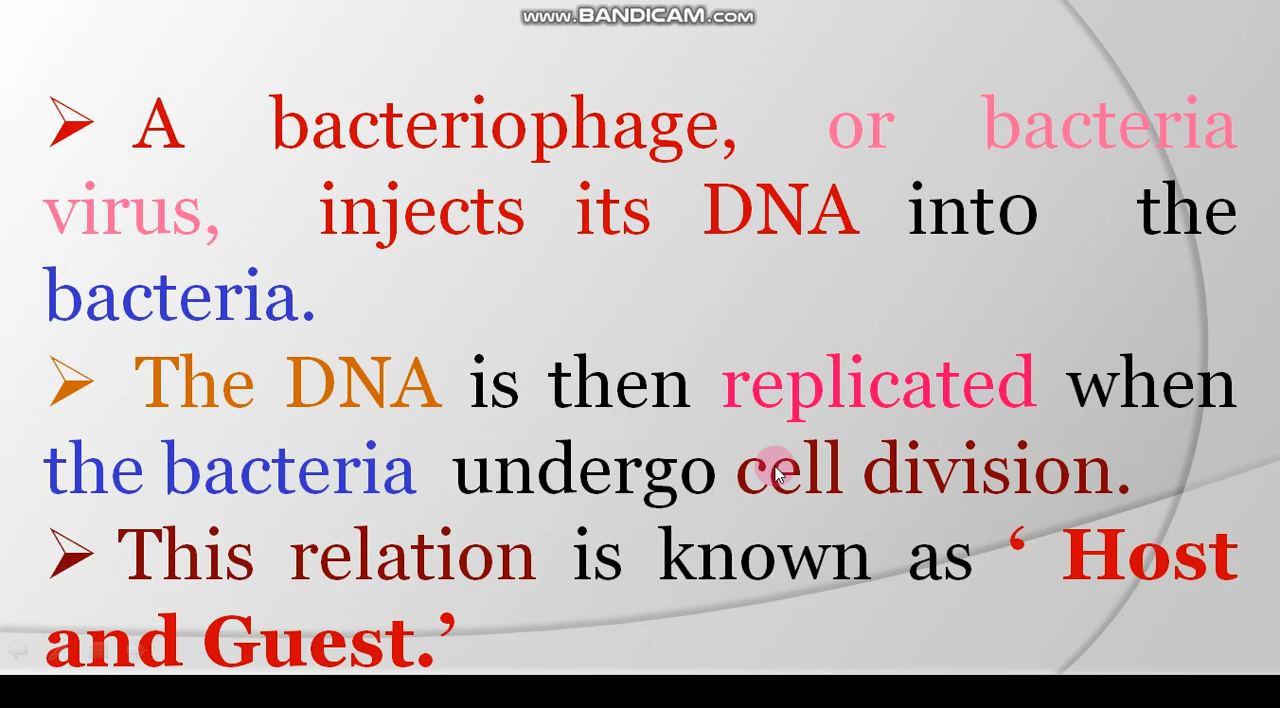 WWW.BANDICAM.COM
➢ A bacteriophage, or bacteria
virus, injects its DNA into the
bacteria.
➢ The DNA is then replicated when
the bacteria undergo cell division.
➢ This relation is known as ‘ Host
and Guest.’